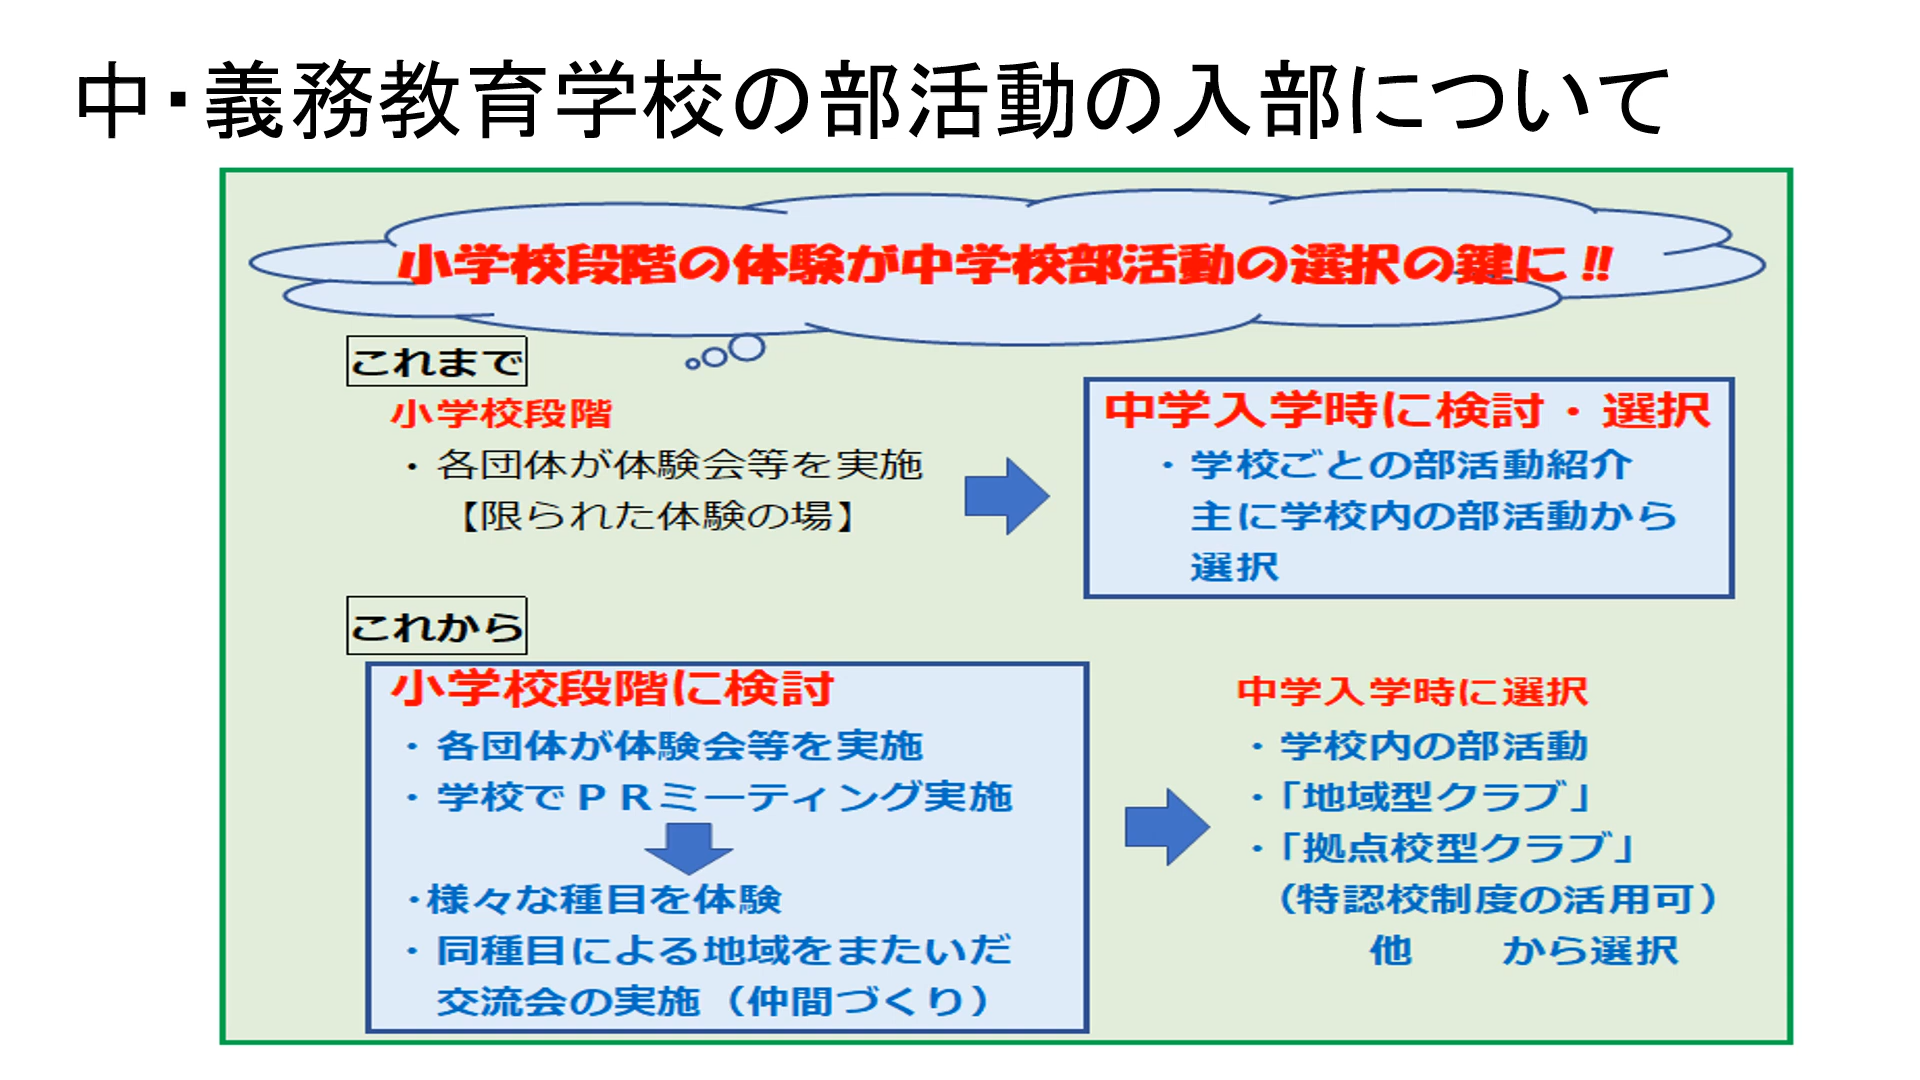 中・義務教育学校の部活動の入部について
小学校段階の体験が中学校部活動の選択の鍵に!!
これまで
小学校段階
・各団体が体験会等を実施
【限られた体験の場】
中学入学時に検討・選択
・学校ごとの部活動紹介
主に学校内の部活動から
選択
これから
小学校段階に検討
・各団体が体験会等を実施
・学校でＰＲミーティング実施
・様々な種目を体験
・同種目による地域をまたいだ
交流会の実施（仲間づくり）
中学入学時に選択
・学校内の部活動
・「地域型クラブ」
・「拠点校型クラブ」
（特認校制度の活用可）
他　　から選択